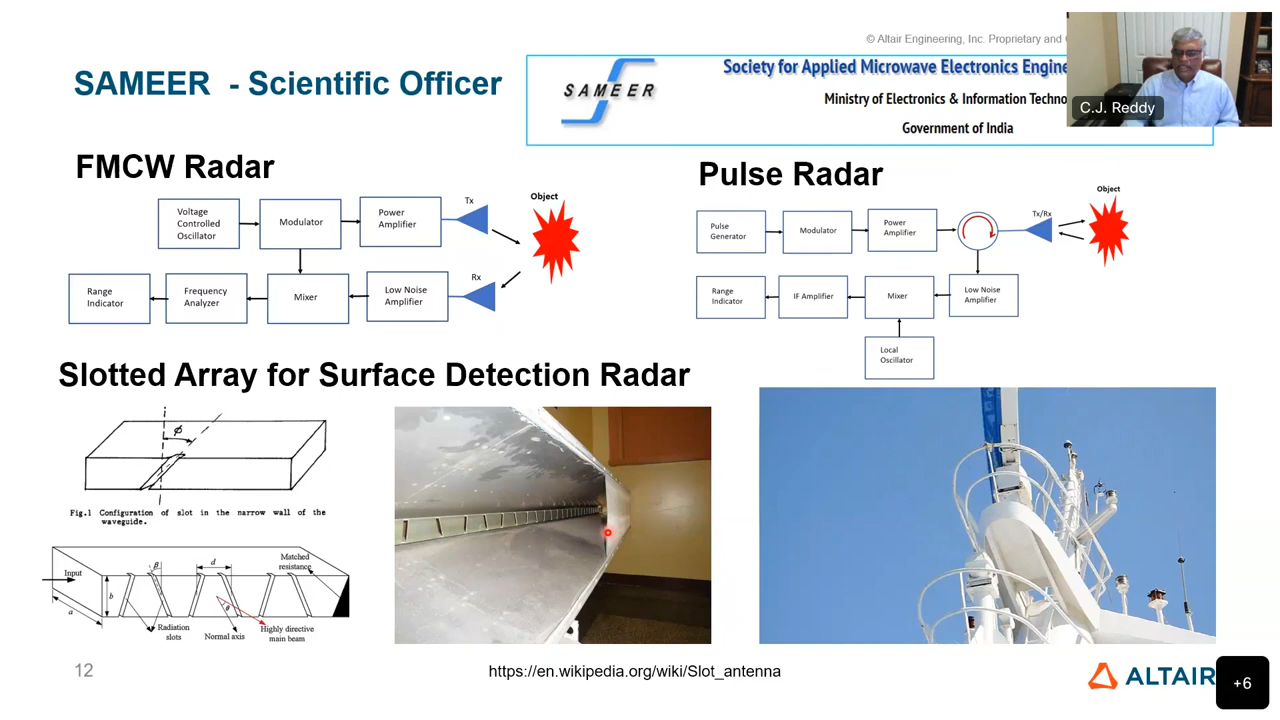 © Altair Engineering, Inc. Proprietary and
SAMEER - Scientific Officer
SAMEER
Society for Applied Microwave Electronics
Ministry of Electronics & Information
Government of India
C.J. Reddy
FMCW Radar
Voltage
Controlled
Oscillator
Modulator
Power
Amplifier
Tx
Object
Range
Indicator
Frequency
Analyzer
Mixer
Low Noise
Amplifier
Rx
Pulse Radar
Pulse
Generator
Modulator
Power
Amplifier
Tx/Rx
Object
Range
Indicator
IF Amplifier
Mixer
Low Noise
Amplifier
Local
Oscillator
Slotted Array for Surface Detection Radar
ϕ
Fig.1 Configuration of slot in the narrow wall of the
waveguide.
Input
a
b
β
d
θ
Matched
resistance
Radiation
slots
Normal axis
Highly directive
main beam
12
https://en.wikipedia.org/wiki/Slot_antenna
ALTAIR
+6